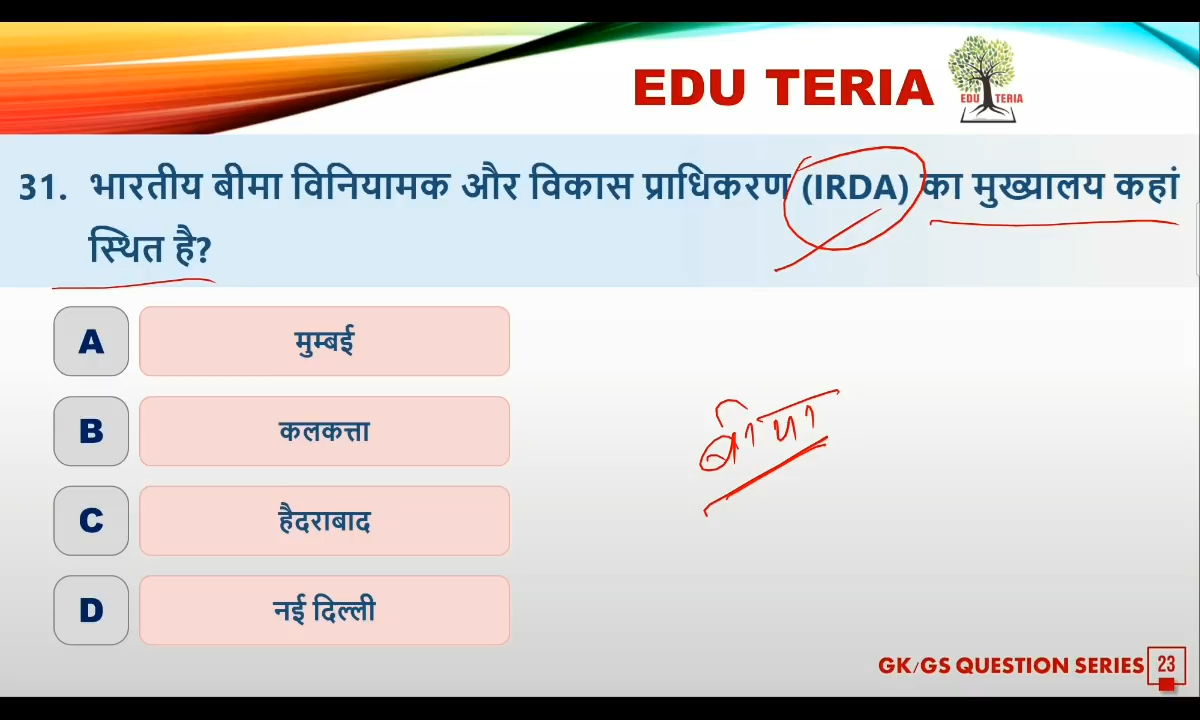 EDU TERIA
EDU TERIA
31. भारतीय बीमा विनियामक और विकास प्राधिकरण (IRDA) का मुख्यालय कहां
स्थित है?
A मुम्बई
B कलकत्ता
बीमा
C हैदराबाद
D नई दिल्ली
GK/GS QUESTION SERIES 23